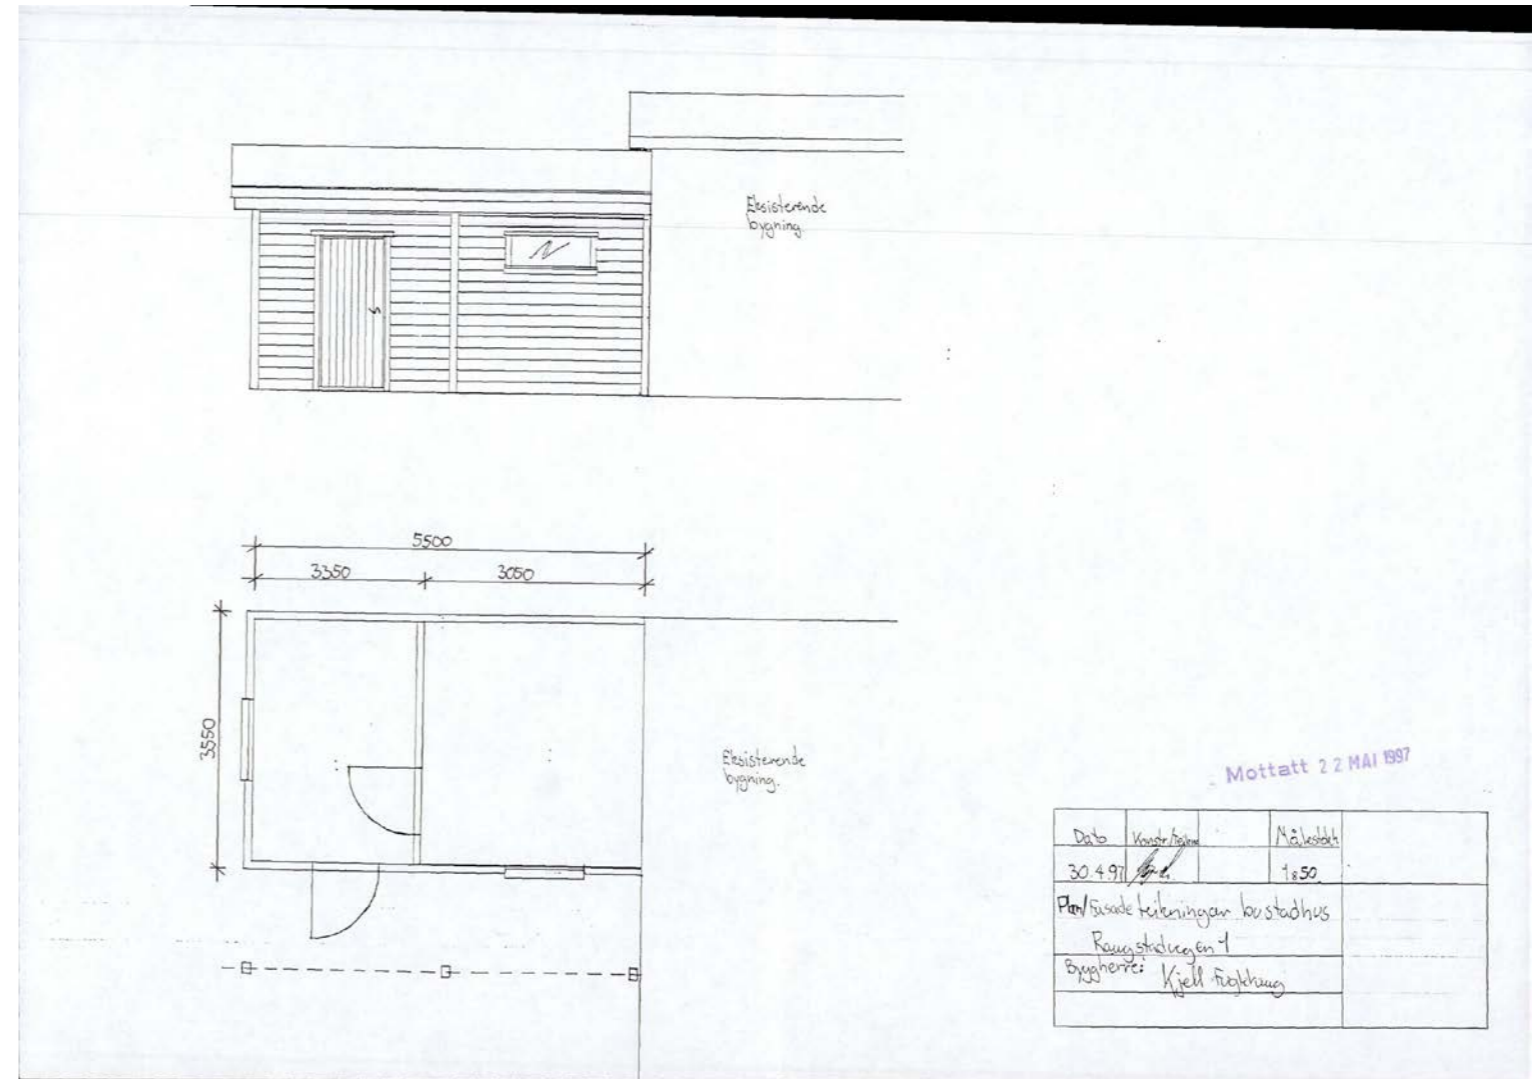 Eksisterende
bygning.
5500
3350 3050
3550
Eksisterende
bygning.
Mottatt 22 MAI 1997
Dato Konstr/tegnet Målestokk
30.4.97 1:50
Plan/Fasade teikningar bustadhus
Raugstadvegen 1
Byggherre: Kjell Fuglehaug